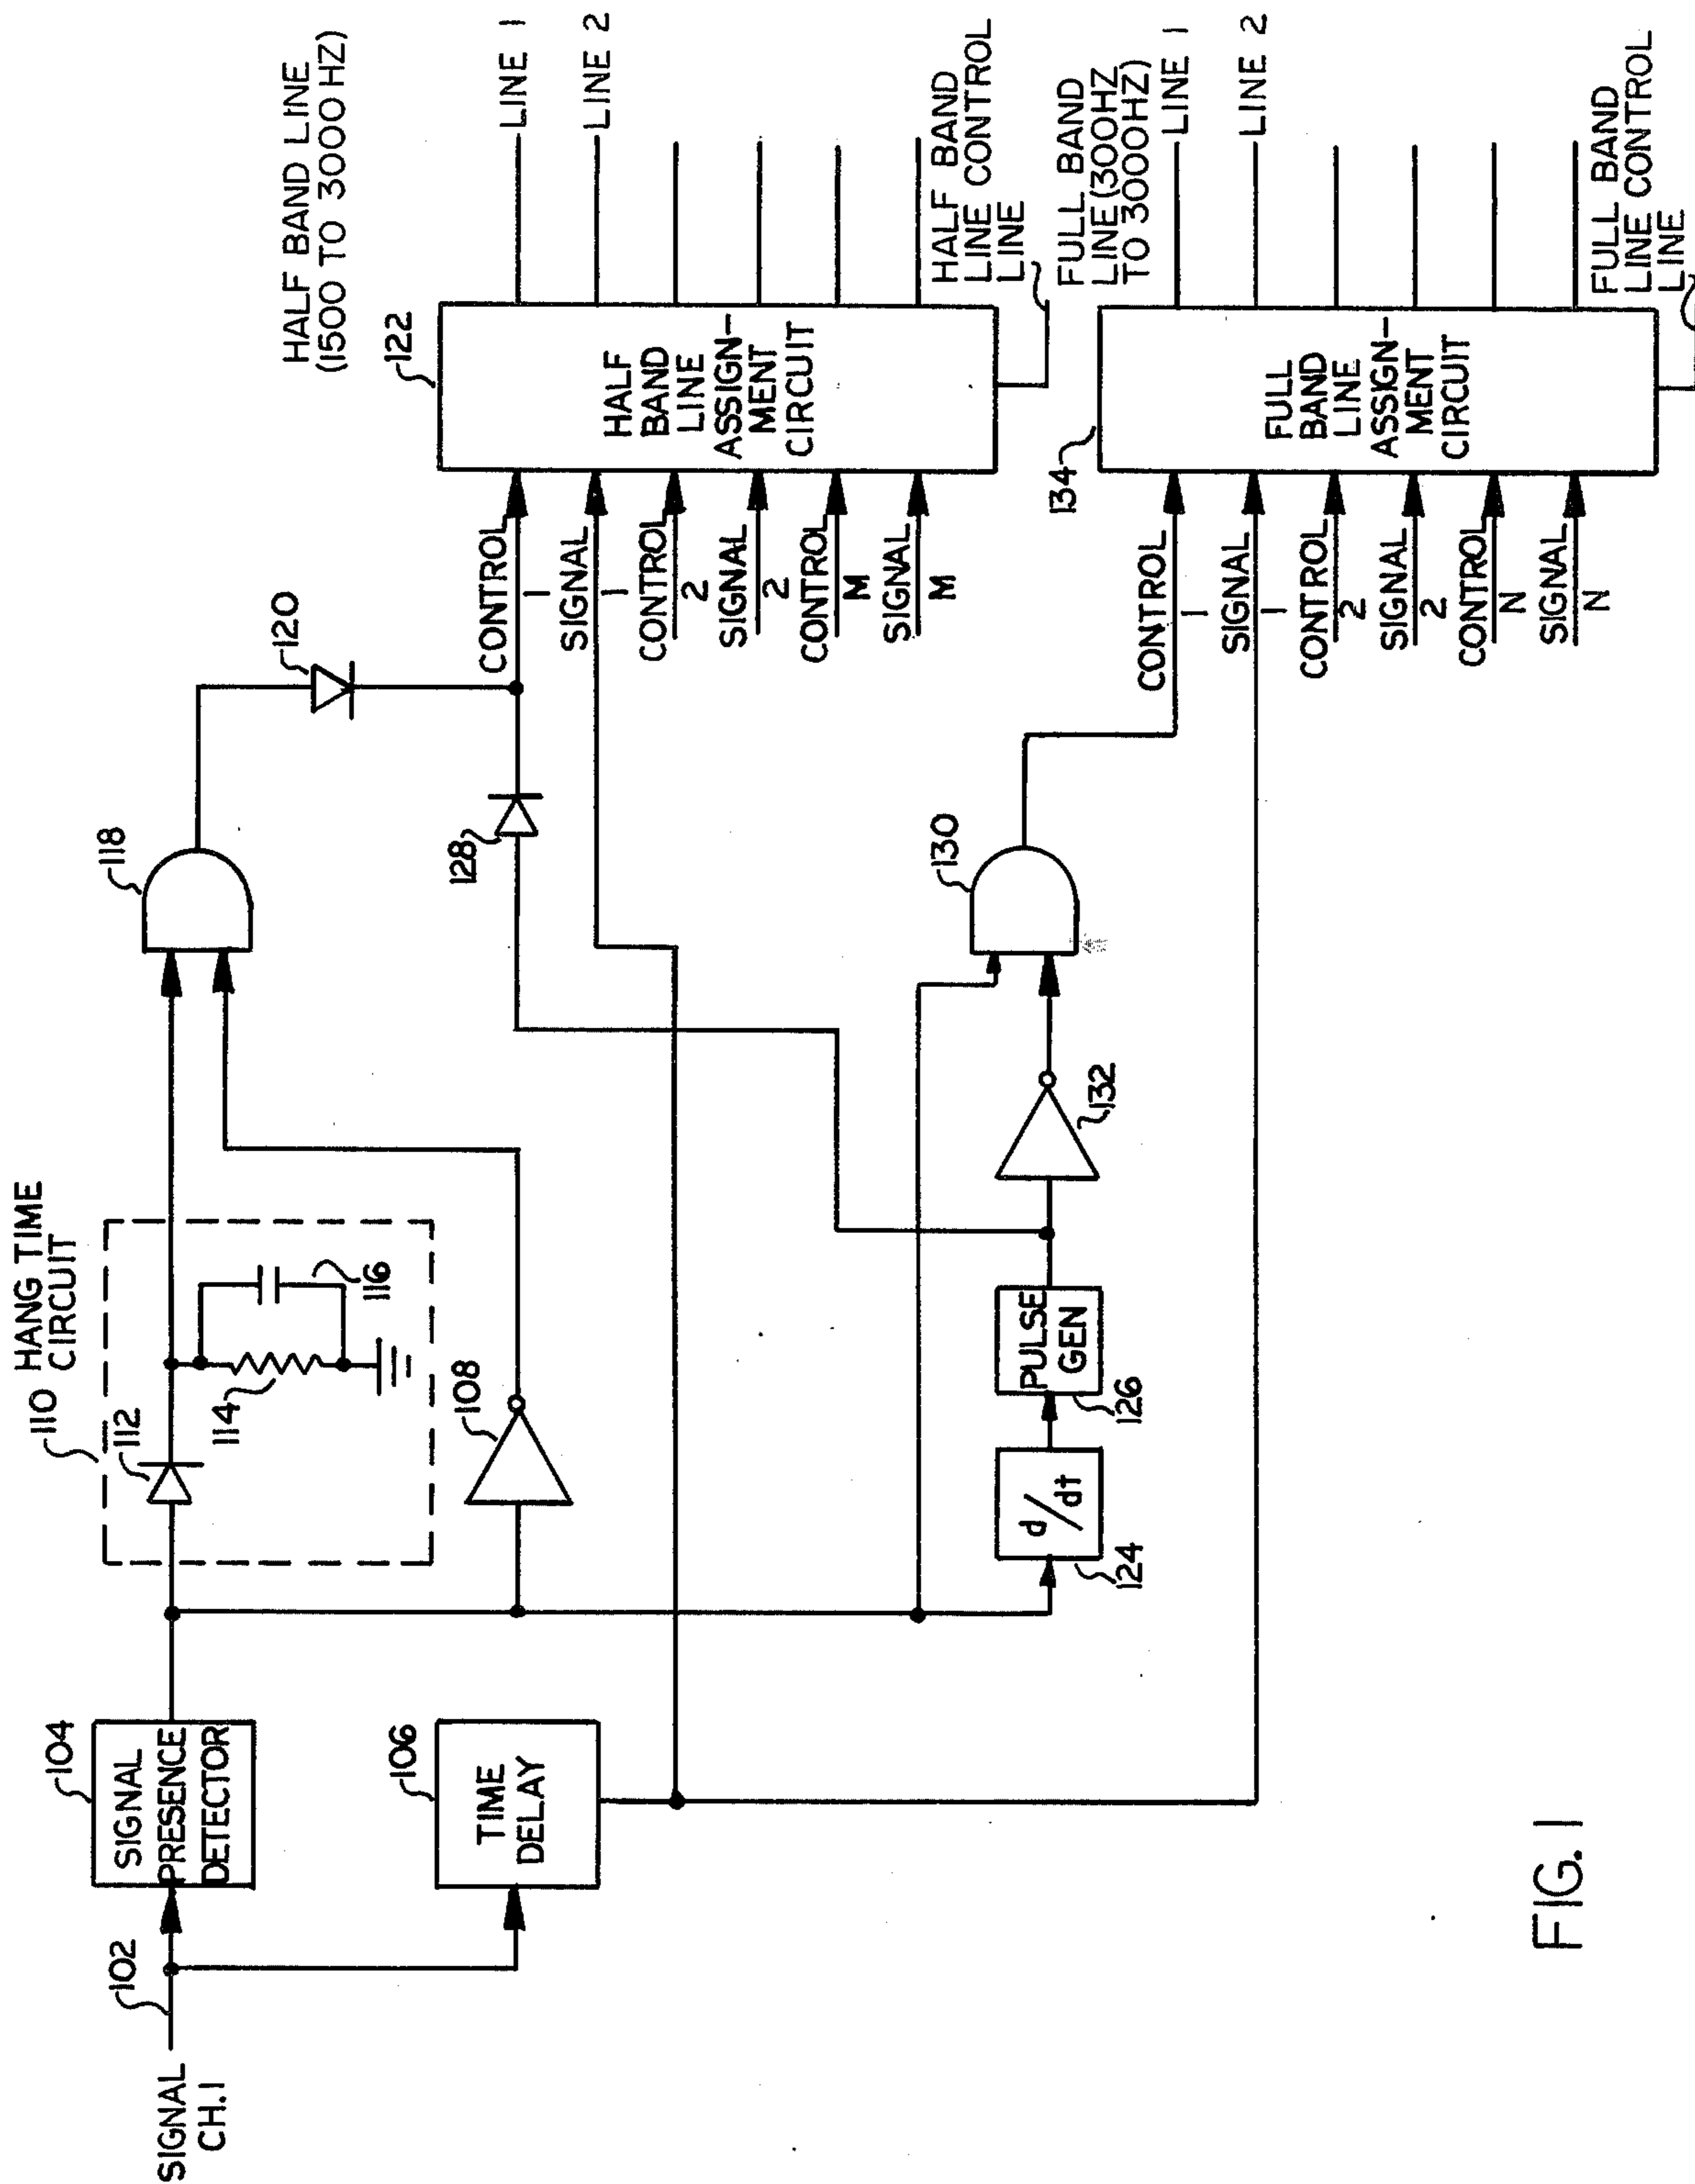 SIGNAL
CH.1
102
104
SIGNAL
PRESENCE
DETECTOR
106
TIME
DELAY
110 HANG TIME
CIRCUIT
112
114
116
108
118
120
128
124
d/dt
126
PULSE
GEN
132
130
HALF BAND LINE
(1500 TO 3000 HZ)
122
HALF
BAND
LINE
ASSIGN-
MENT
CIRCUIT
CONTROL
1
SIGNAL
1
CONTROL
2
SIGNAL
2
CONTROL
M
SIGNAL
M
LINE 1
LINE 2
HALF BAND
LINE CONTROL
LINE
FULL BAND
LINE (300HZ
TO 3000HZ)
134
FULL
BAND
LINE
ASSIGN-
MENT
CIRCUIT
CONTROL
1
SIGNAL
1
CONTROL
2
SIGNAL
2
CONTROL
N
SIGNAL
N
LINE 1
LINE 2
FULL BAND
LINE CONTROL
LINE
FIG. 1